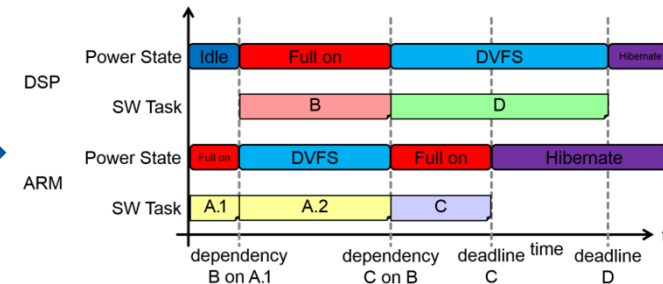 Power State Idle Full on DVFS Hibernate
DSP
SW Task B D
Power State Full on DVFS Full on Hibernate
ARM
SW Task A.1 A.2 C
dependency dependency deadline time deadline
B on A.1 C on B C D